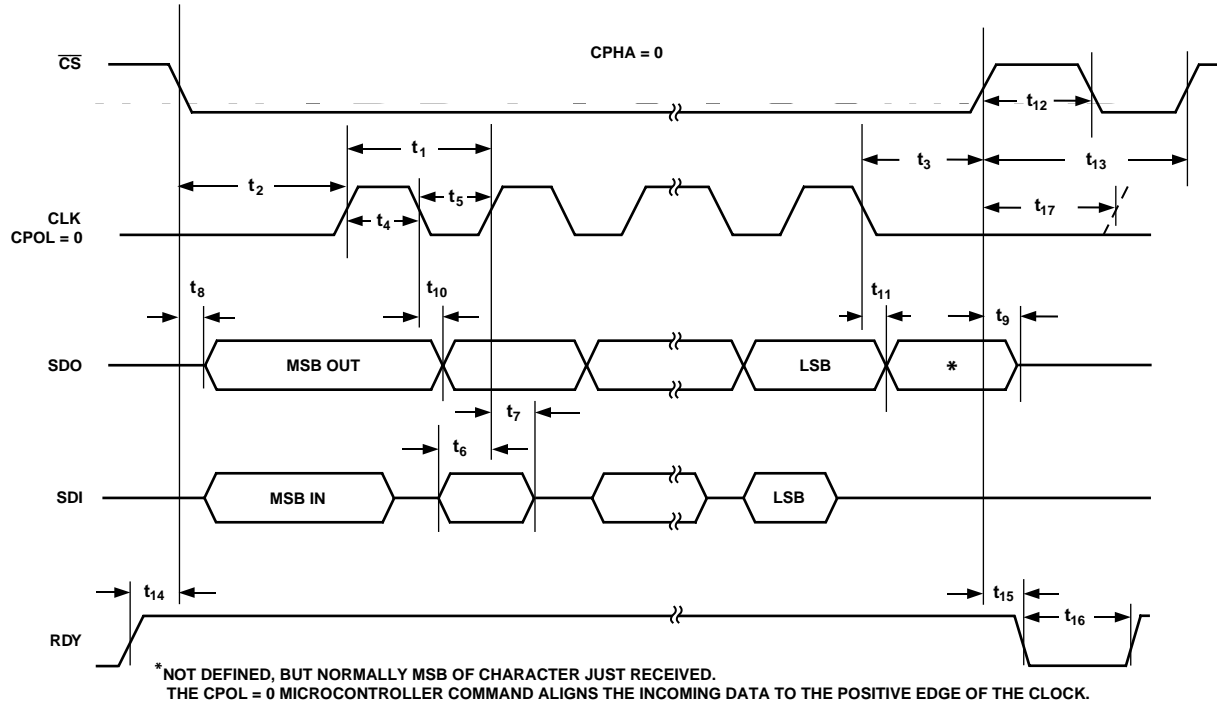 CPHA = 0
CS
t12
t1
t3
t13
t2
t5
t17
CLK
CPOL = 0
t4
t8
t10
t11
t9
SDO
MSB OUT
LSB
*
t7
t6
SDI
MSB IN
LSB
t14
t15
t16
RDY
*NOT DEFINED, BUT NORMALLY MSB OF CHARACTER JUST RECEIVED.
THE CPOL = 0 MICROCONTROLLER COMMAND ALIGNS THE INCOMING DATA TO THE POSITIVE EDGE OF THE CLOCK.